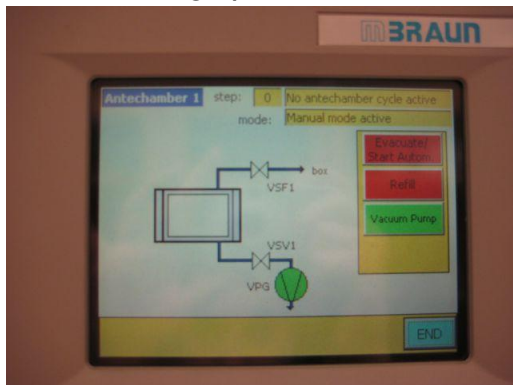 MBRAUN
Antechamber 1 step: 0 No antechamber cycle active
mode: Manual mode active
Evacuate/
Start Autom.
Refill
Vacuum Pump
box
VSF1
VSV1
VPG
END